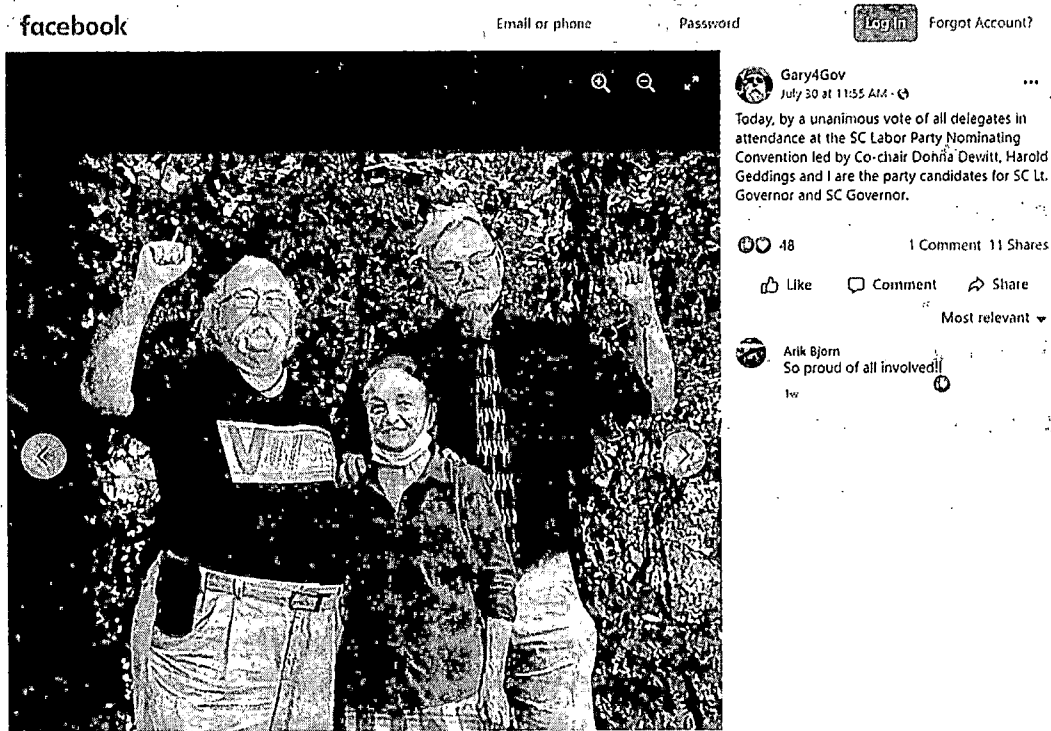 facebook
Email or phone
Password
Log In
Forgot Account?
Gary4Gov
July 30 at 11:55 AM ·
Today, by a unanimous vote of all delegates in
attendance at the SC Labor Party Nominating
Convention led by Co-chair Donna Dewitt, Harold
Geddings and I are the party candidates for SC Lt.
Governor and SC Governor.
48
1 Comment 11 Shares
Like
Comment
Share
Most relevant
Arik Bjorn
So proud of all involved!!
1w